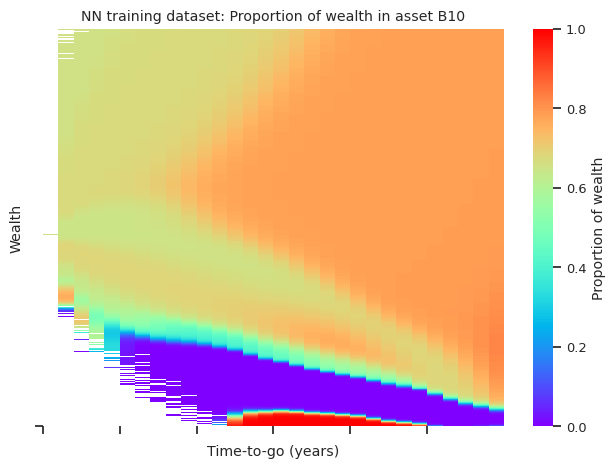 NN training dataset: Proportion of wealth in asset B10
1.0
0.8
0.6
0.4
0.2
0.0
Proportion of wealth
Wealth
Time-to-go (years)